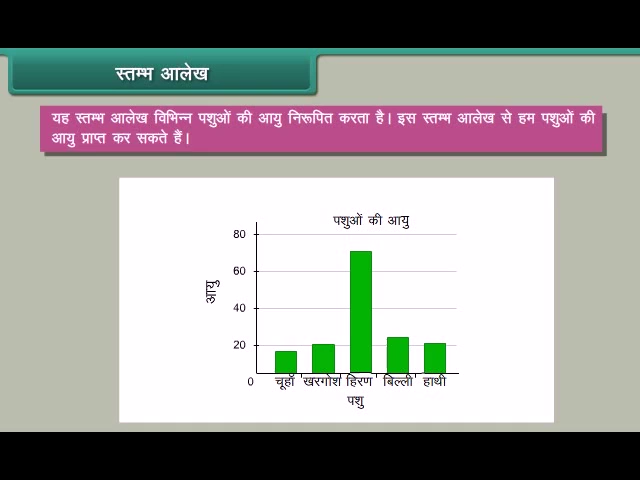 स्तम्भ आलेख
यह स्तम्भ आलेख विभिन्न पशुओं की आयु निरूपित करता है। इस स्तम्भ आलेख से हम पशुओं की
आयु प्राप्त कर सकते हैं।
पशुओं की आयु
80
60
आयु
40
20
0 चूहाँ खरगोश हिरण बिल्ली हाथी
पशु